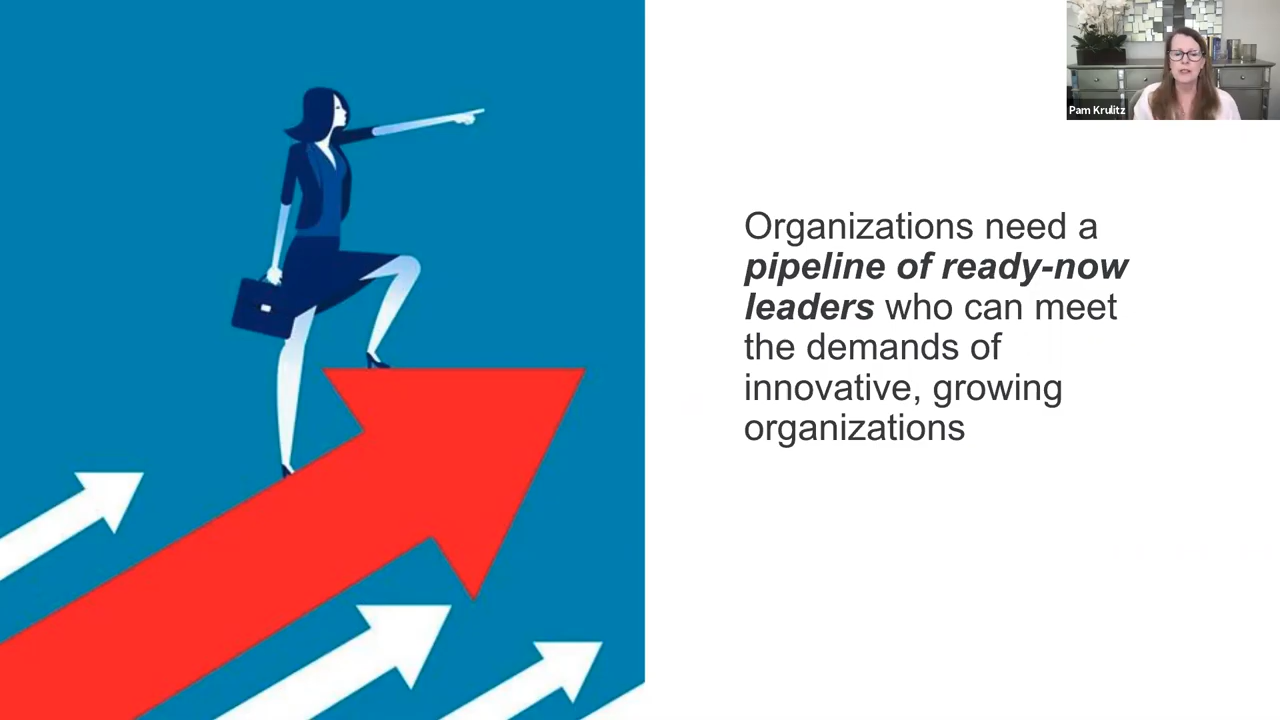 Pam Krulitz
Organizations need a
pipeline of ready-now
leaders who can meet
the demands of
innovative, growing
organizations